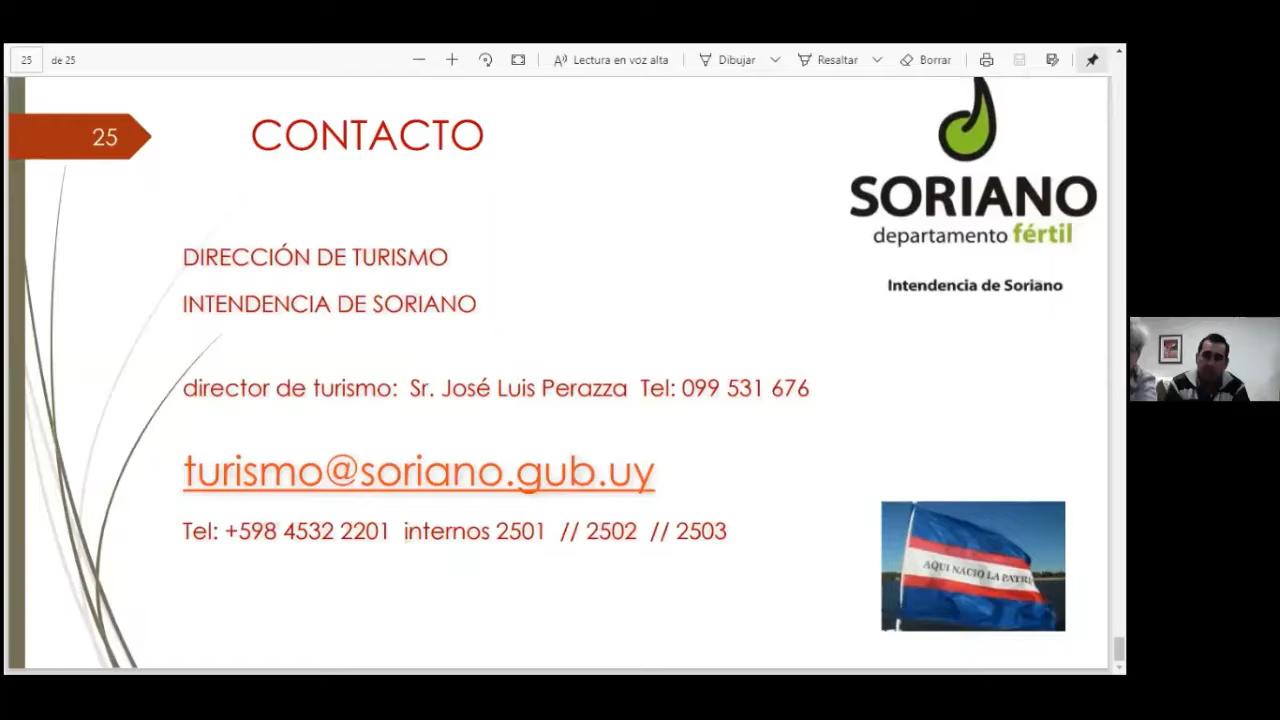 25 de 25 Lectura en voz alta Dibujar Resaltar Borrar
25 CONTACTO
SORIANO
departamento fértil
Intendencia de Soriano
DIRECCIÓN DE TURISMO
INTENDENCIA DE SORIANO
director de turismo: Sr. José Luis Perazza Tel: 099 531 676
turismo@soriano.gub.uy
Tel: +598 4532 2201 internos 2501 // 2502 // 2503
AQUI NACIO LA PATRI